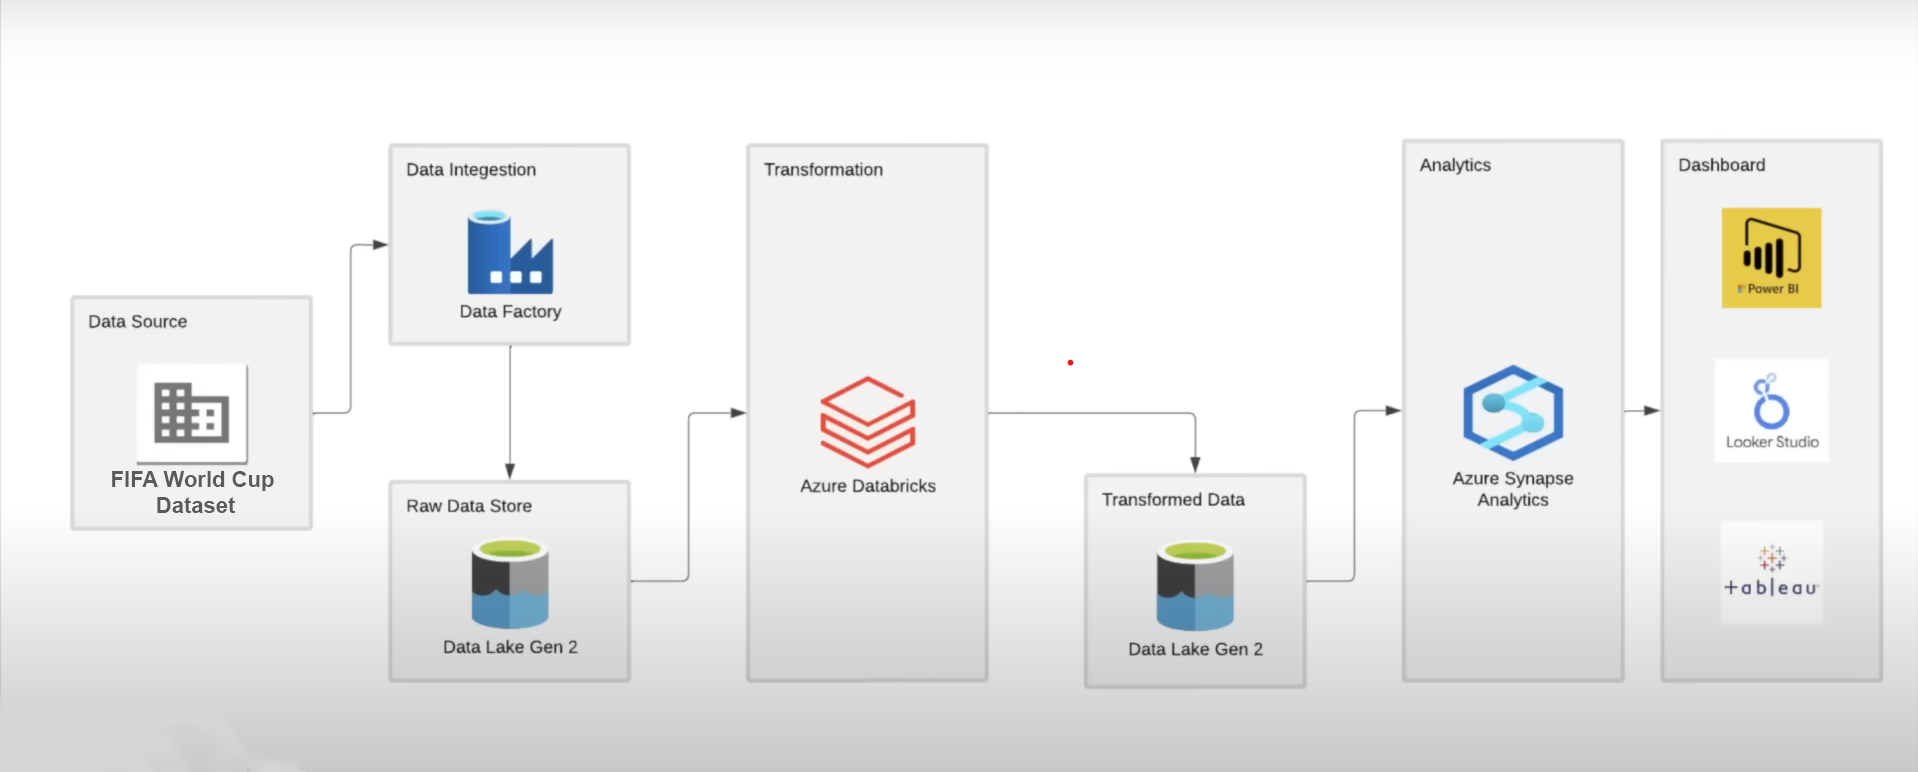 Data Source
FIFA World Cup
Dataset
Data Integestion
Data Factory
Raw Data Store
Data Lake Gen 2
Transformation
Azure Databricks
Transformed Data
Data Lake Gen 2
Analytics
Azure Synapse
Analytics
Dashboard
Power BI
Looker Studio
+ableau